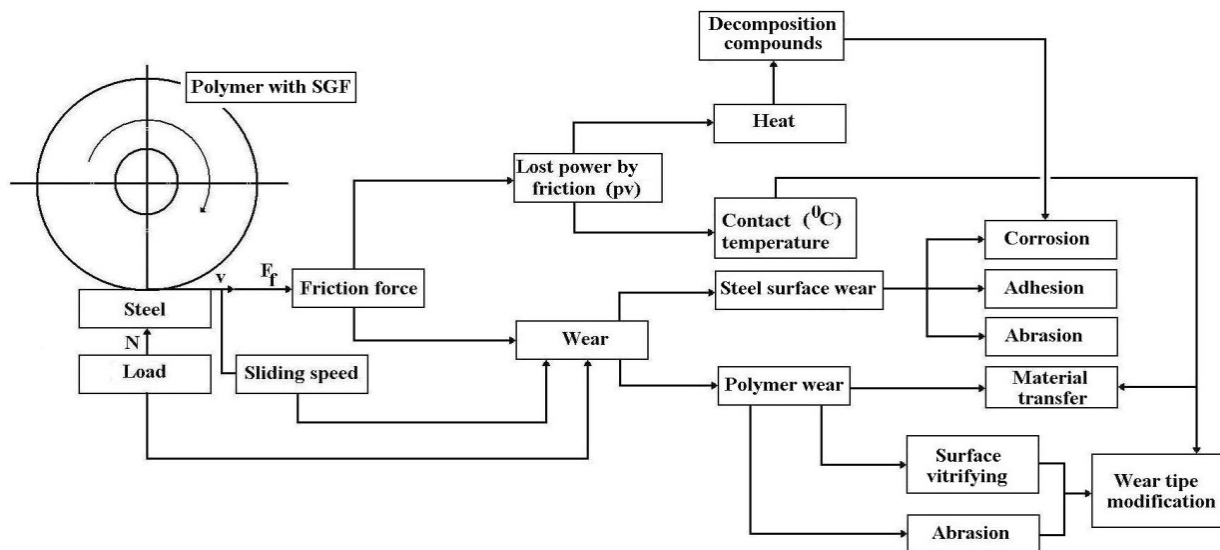 Decomposition
compounds
Polymer with SGF
Heat
Lost power by
friction (pv)
Contact (⁰C)
temperature
Corrosion
v
F_f
Friction force
Steel surface wear
Adhesion
Steel
N
Wear
Abrasion
Load
Sliding speed
Polymer wear
Material
transfer
Surface
vitrifying
Wear tipe
modification
Abrasion